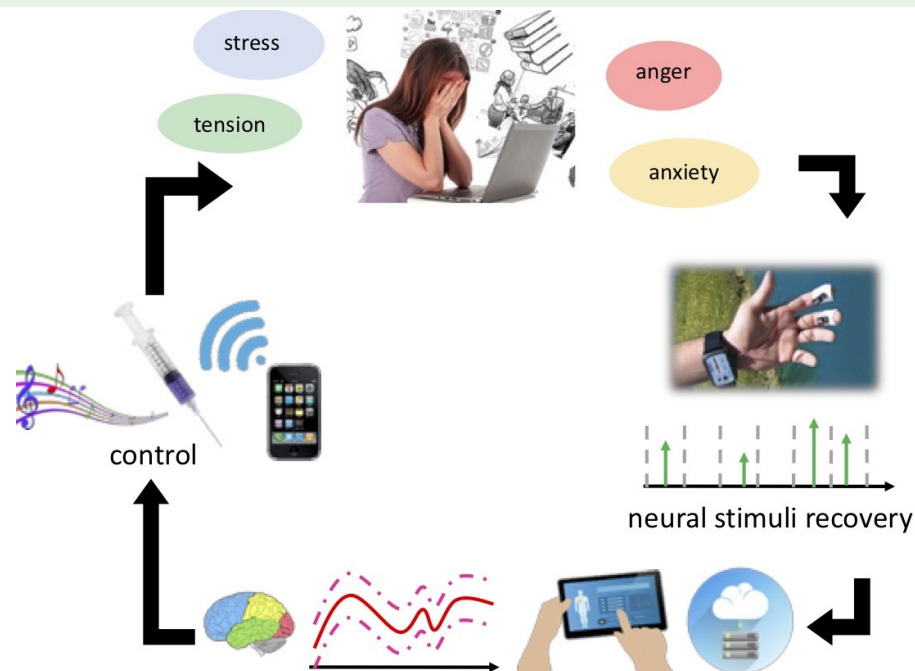 stress
anger
tension
anxiety
control
neural stimuli recovery